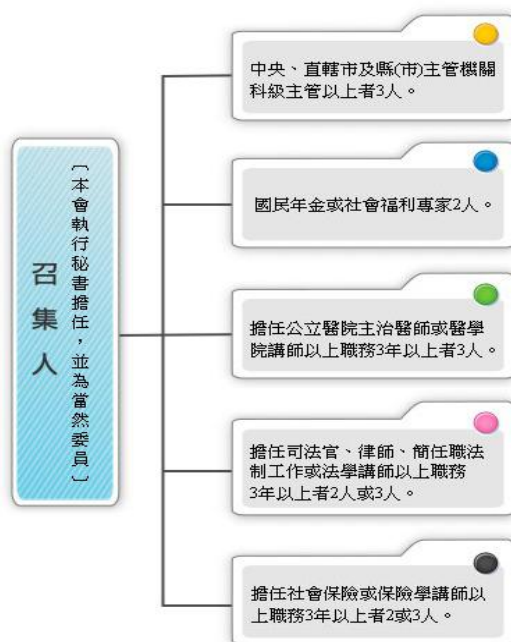 召集人
〔本會執行秘書擔任，並為當然委員〕
中央、直轄市及縣(市)主管機關
科級主管以上者3人。
國民年金或社會福利專家2人。
擔任公立醫院主治醫師或醫學
院講師以上職務3年以上者3人。
擔任司法官、律師、簡任職法
制工作或法學講師以上職務
3年以上者2人或3人。
擔任社會保險或保險學講師以
上職務3年以上者2或3人。